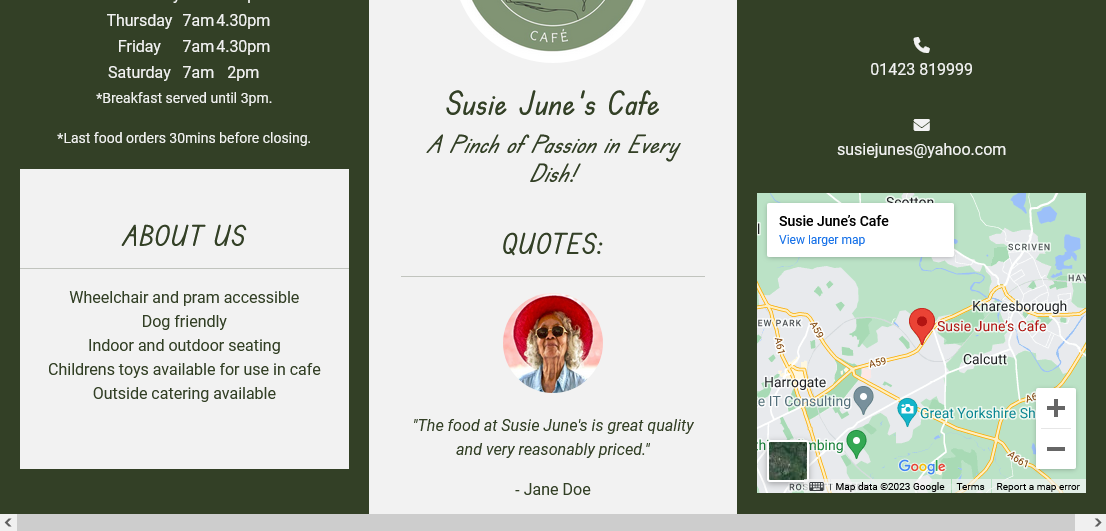 Thursday 7am 4.30pm
Friday 7am 4.30pm
Saturday 7am 2pm
*Breakfast served until 3pm.
*Last food orders 30mins before closing.
ABOUT US
Wheelchair and pram accessible
Dog friendly
Indoor and outdoor seating
Childrens toys available for use in cafe
Outside catering available
CAFÈ
Susie June's Cafe
A Pinch of Passion in Every
Dish!
QUOTES:
"The food at Susie June's is great quality
and very reasonably priced."
- Jane Doe
01423 819999
susiejunes@yahoo.com
Scotton
Susie June's Cafe
View larger map
SCRIVEN
HAY
Knaresborough
EW PARK
A59
Susie June's Cafe
A61
A59
Calcutt
Harrogate
e IT Consulting
Great Yorkshire Sh
mbing
A661
Google
Map data ©2023 Google
Terms
Report a map error